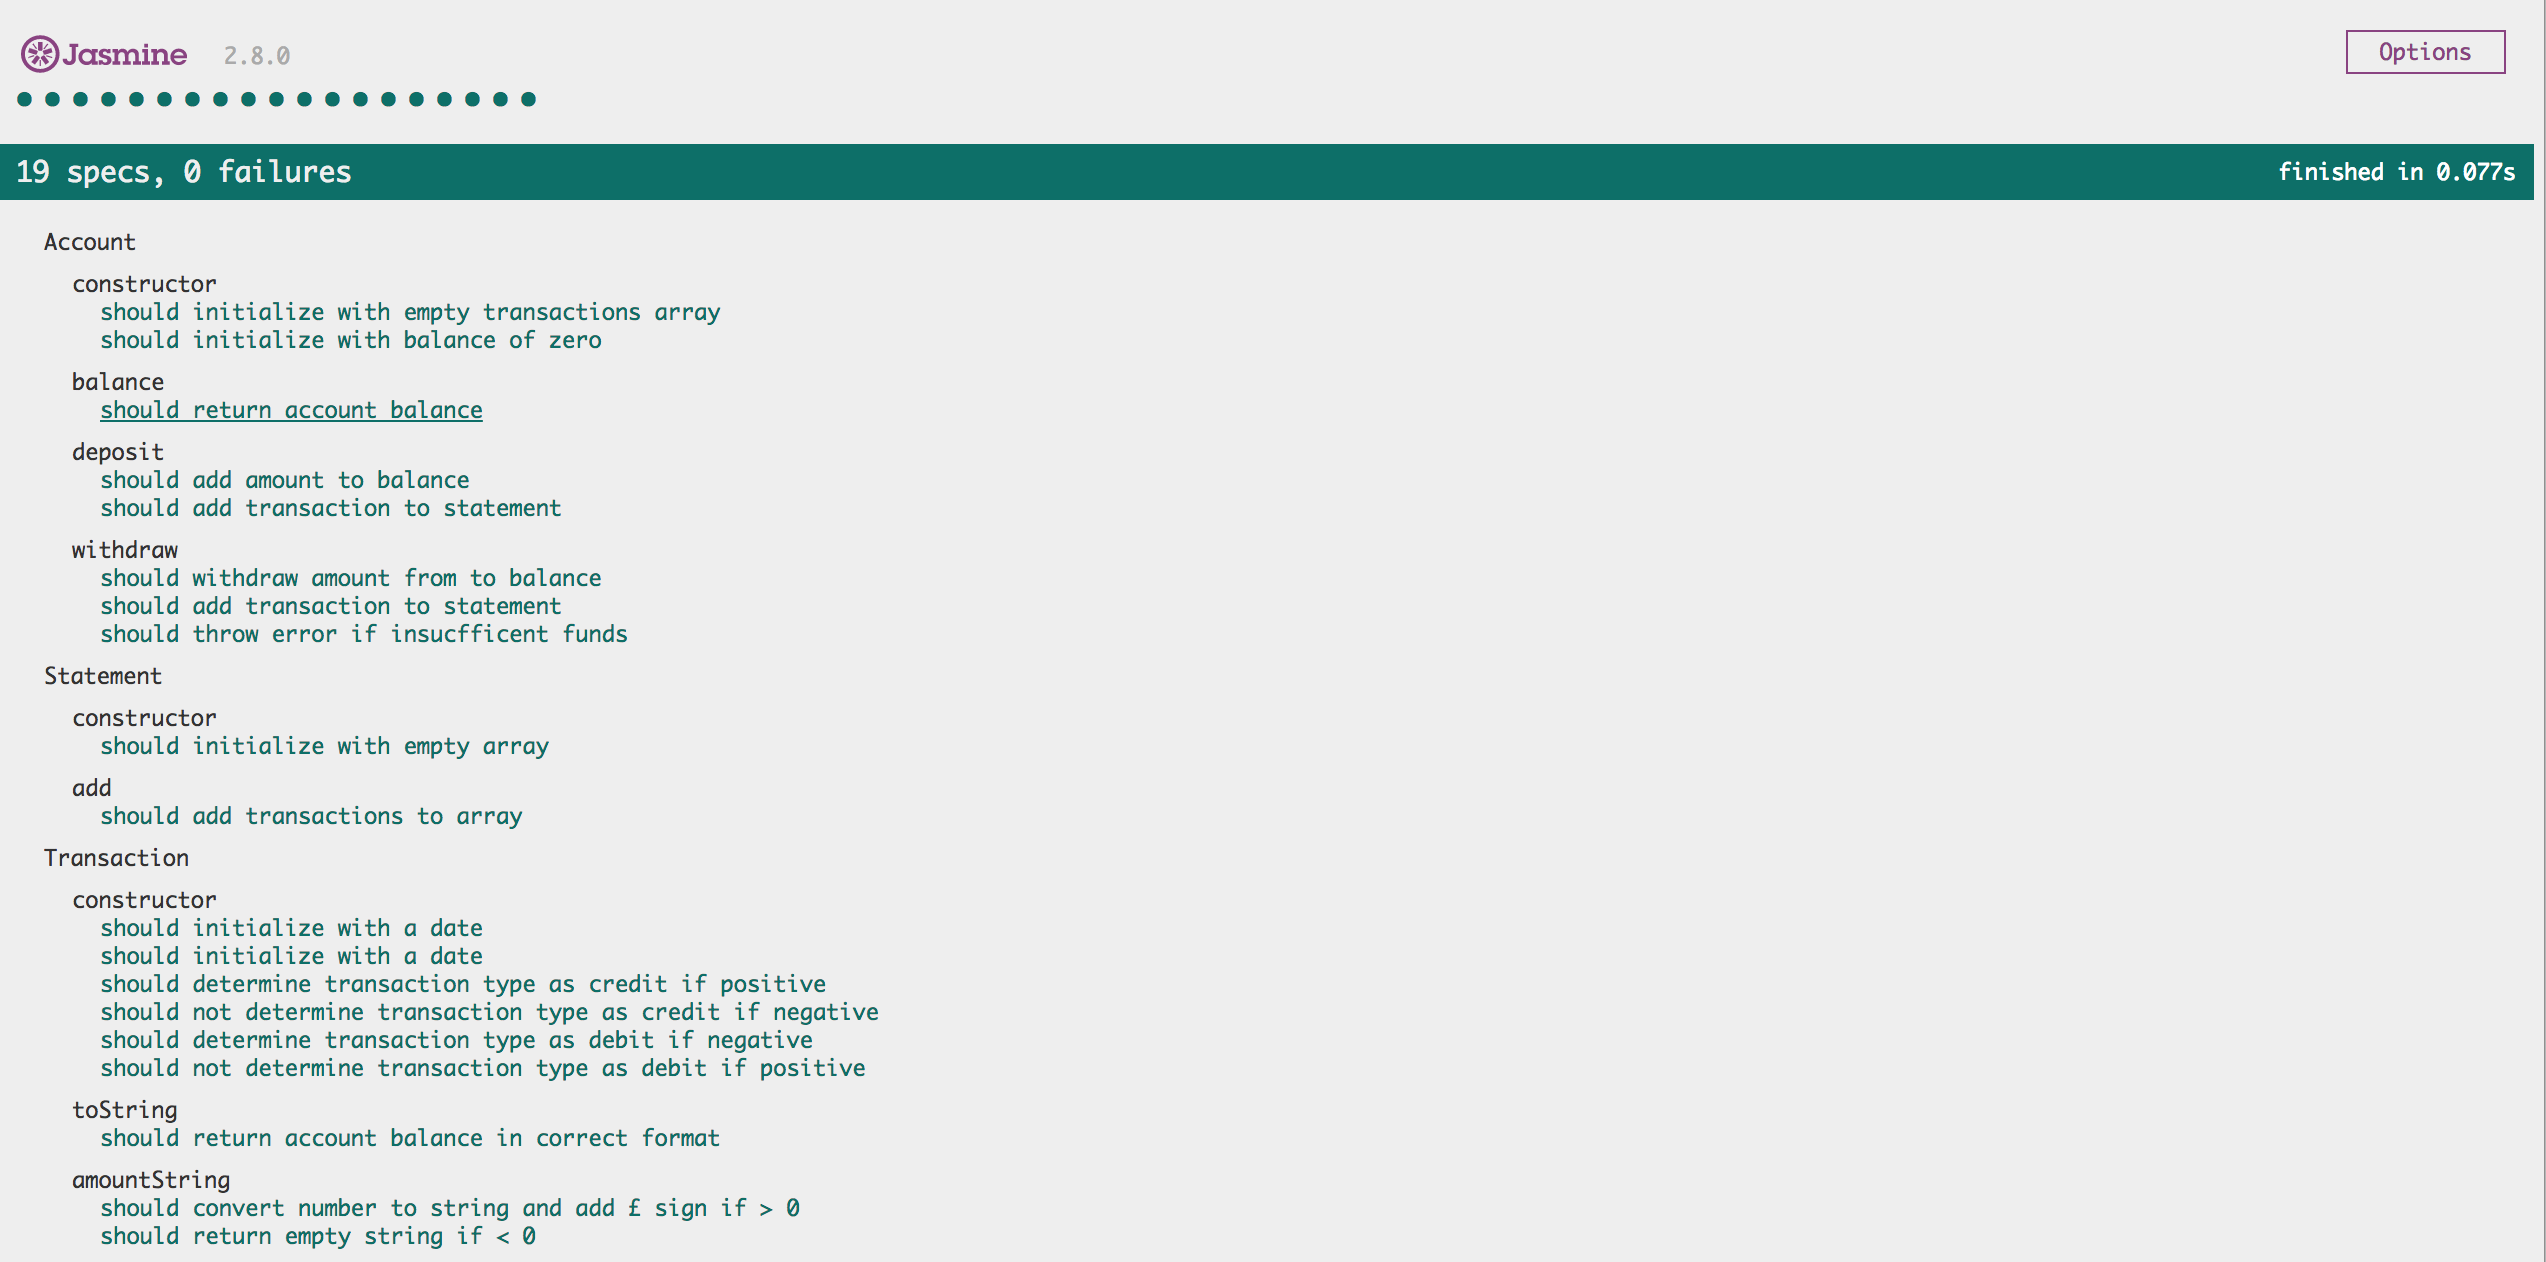 Jasmine 2.8.0 Options
19 specs, 0 failures finished in 0.077s
Account
constructor
should initialize with empty transactions array
should initialize with balance of zero
balance
should return account balance
deposit
should add amount to balance
should add transaction to statement
withdraw
should withdraw amount from to balance
should add transaction to statement
should throw error if insucfficent funds
Statement
constructor
should initialize with empty array
add
should add transactions to array
Transaction
constructor
should initialize with a date
should initialize with a date
should determine transaction type as credit if positive
should not determine transaction type as credit if negative
should determine transaction type as debit if negative
should not determine transaction type as debit if positive
toString
should return account balance in correct format
amountString
should convert number to string and add £ sign if > 0
should return empty string if < 0